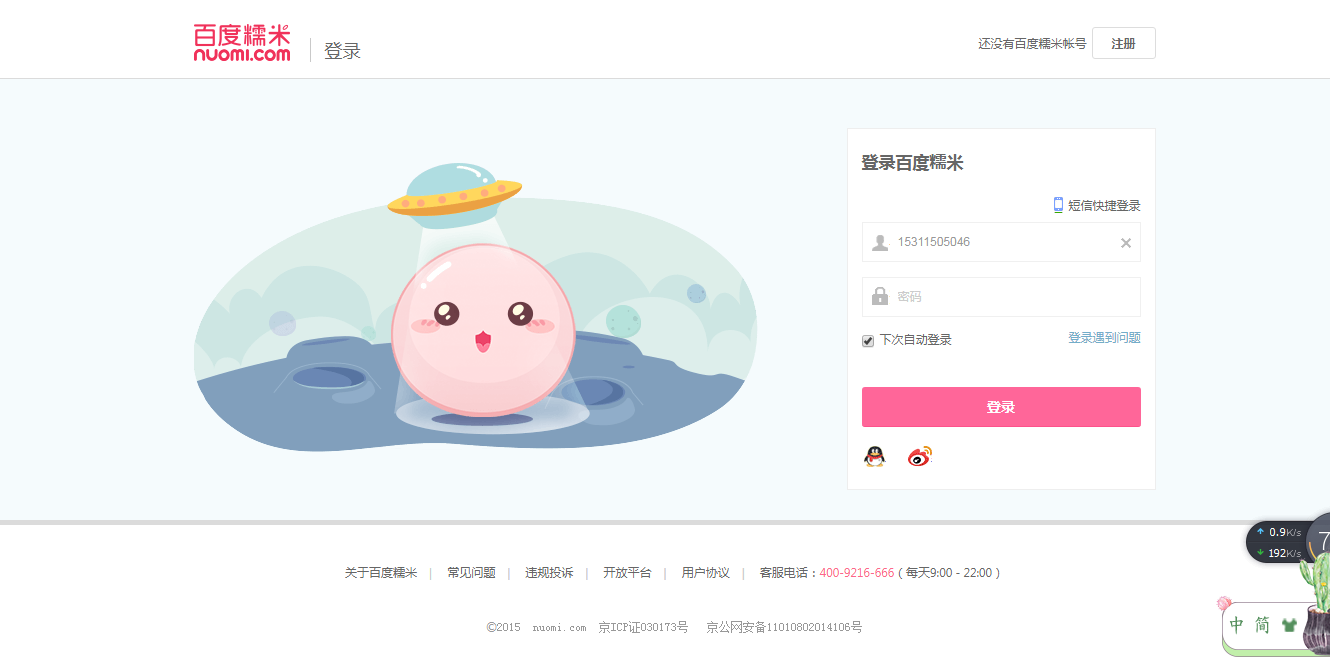 百度糯米
nuomi.com
登录
还没有百度糯米帐号
注册
登录百度糯米
短信快捷登录
15311505046
密码
下次自动登录
登录遇到问题
登录
关于百度糯米 | 常见问题 | 违规投诉 | 开放平台 | 用户协议 | 客服电话：400-9216-666 ( 每天9:00 - 22:00 )
©2015 nuomi.com 京ICP证030173号 京公网安备11010802014106号
0.9K/s
192K/s
7
中 简